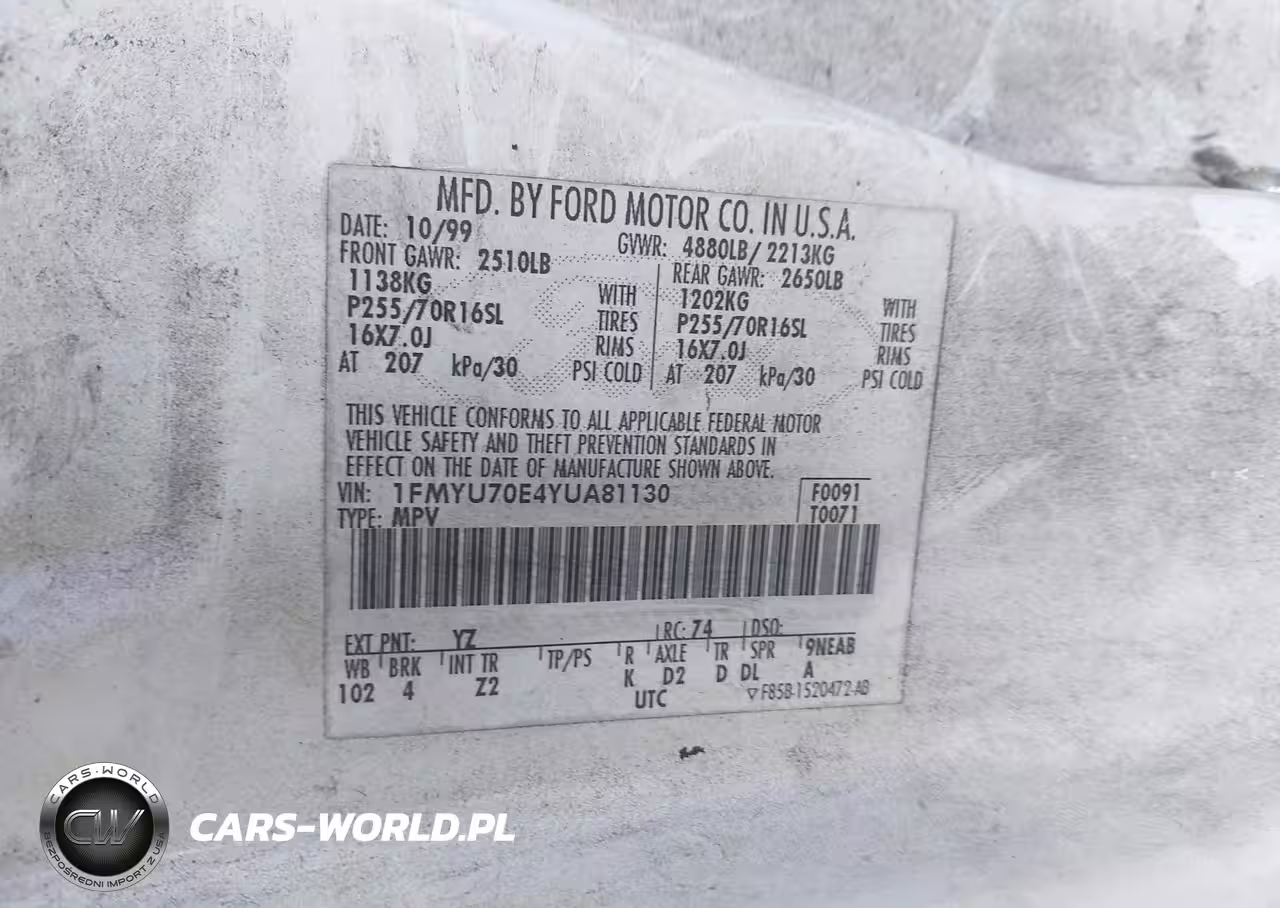 MFD. BY FORD MOTOR CO. IN U.S.A.
DATE: 10/99 GVWR: 4880LB/ 2213KG
FRONT GAWR: 2510LB REAR GAWR: 2650LB
1138KG WITH 1202KG WITH
P255/70R16SL TIRES P255/70R16SL TIRES
16X7.0J RIMS 16X7.0J RIMS
AT 207 kPa/30 PSI COLD AT 207 kPa/30 PSI COLD
THIS VEHICLE CONFORMS TO ALL APPLICABLE FEDERAL MOTOR
VEHICLE SAFETY AND THEFT PREVENTION STANDARDS IN
EFFECT ON THE DATE OF MANUFACTURE SHOWN ABOVE.
VIN: 1FMYU70E4YUA81130 F0091
TYPE: MPV T0071
EXT PNT: YZ RC: 74 DSO:
WB BRK INT TR TP/PS R AXLE TR SPR 9NEAB
102 4 Z2 K D2 D DL A
UTC F85B-1520472-AB
CARS-WORLD
CW
BEZPOŚREDNI IMPORT Z USA
CARS-WORLD.PL